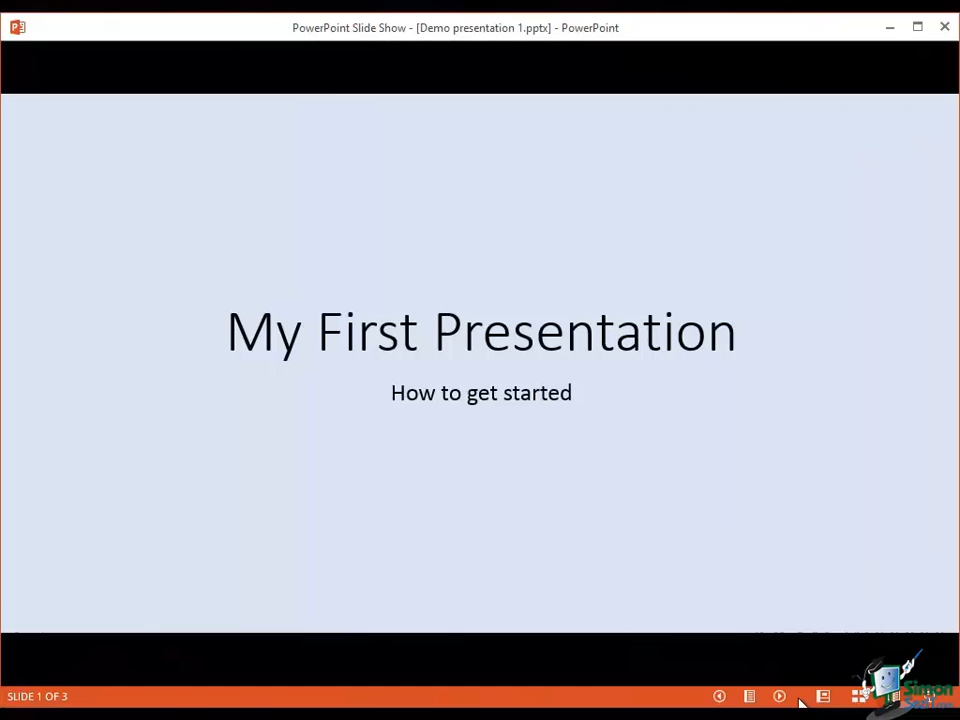 PowerPoint Slide Show - [Demo presentation 1.pptx] - PowerPoint
My First Presentation
How to get started
SLIDE 1 OF 3
Simon